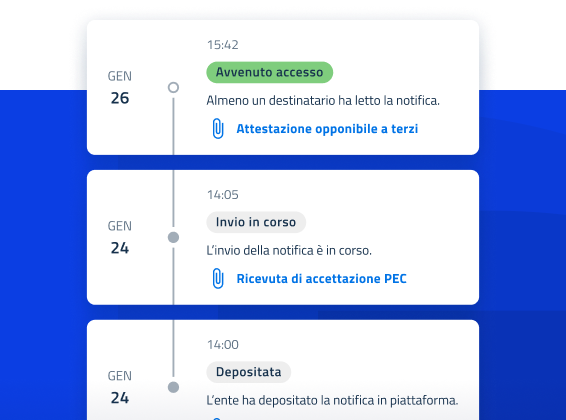 15:42
GEN
26
Avvenuto accesso
Almeno un destinatario ha letto la notifica.
Attestazione opponibile a terzi
14:05
GEN
24
Invio in corso
L'invio della notifica è in corso.
Ricevuta di accettazione PEC
14:00
GEN
24
Depositata
L'ente ha depositato la notifica in piattaforma.